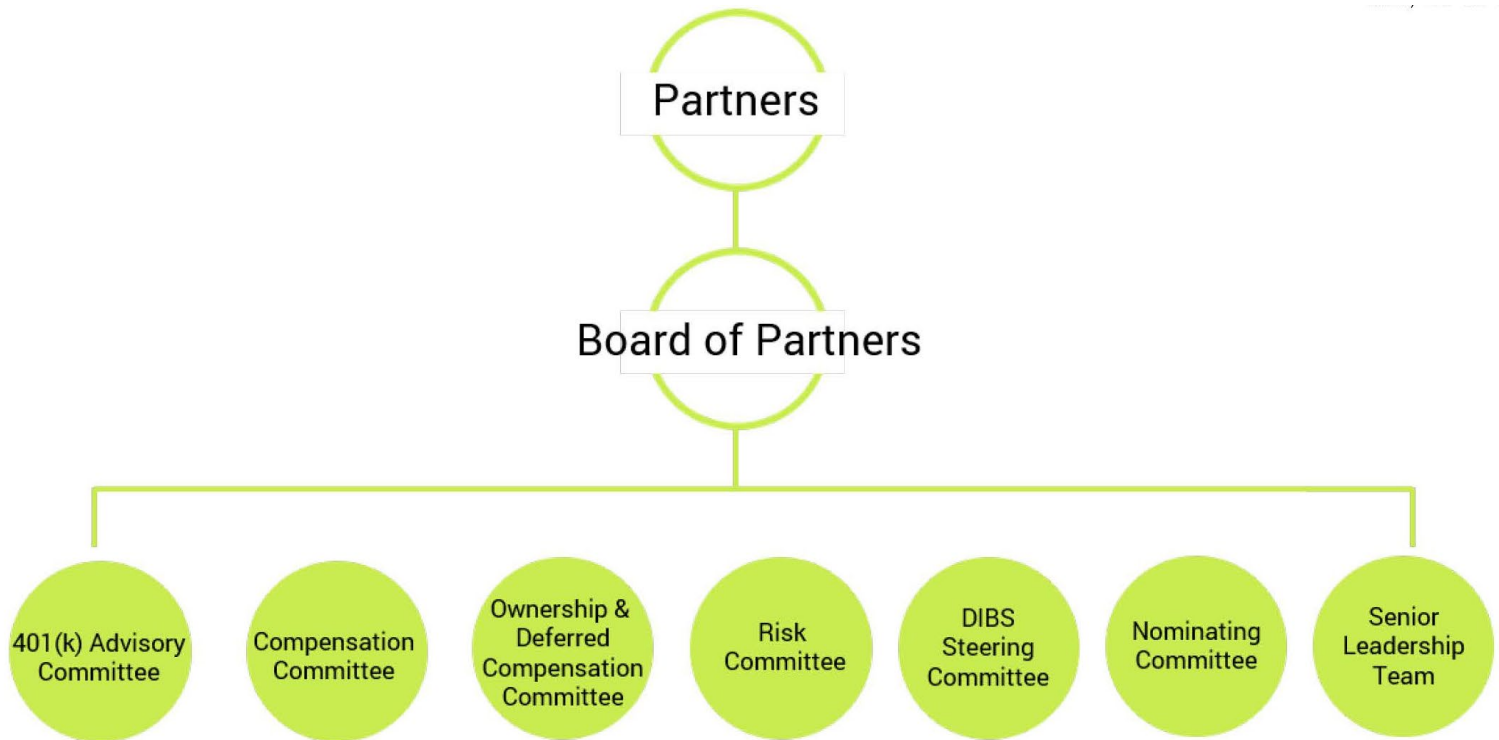 Partners
Board of Partners
401(k) Advisory
Committee
Compensation
Committee
Ownership &
Deferred
Compensation
Committee
Risk
Committee
DIBS
Steering
Committee
Nominating
Committee
Senior
Leadership
Team